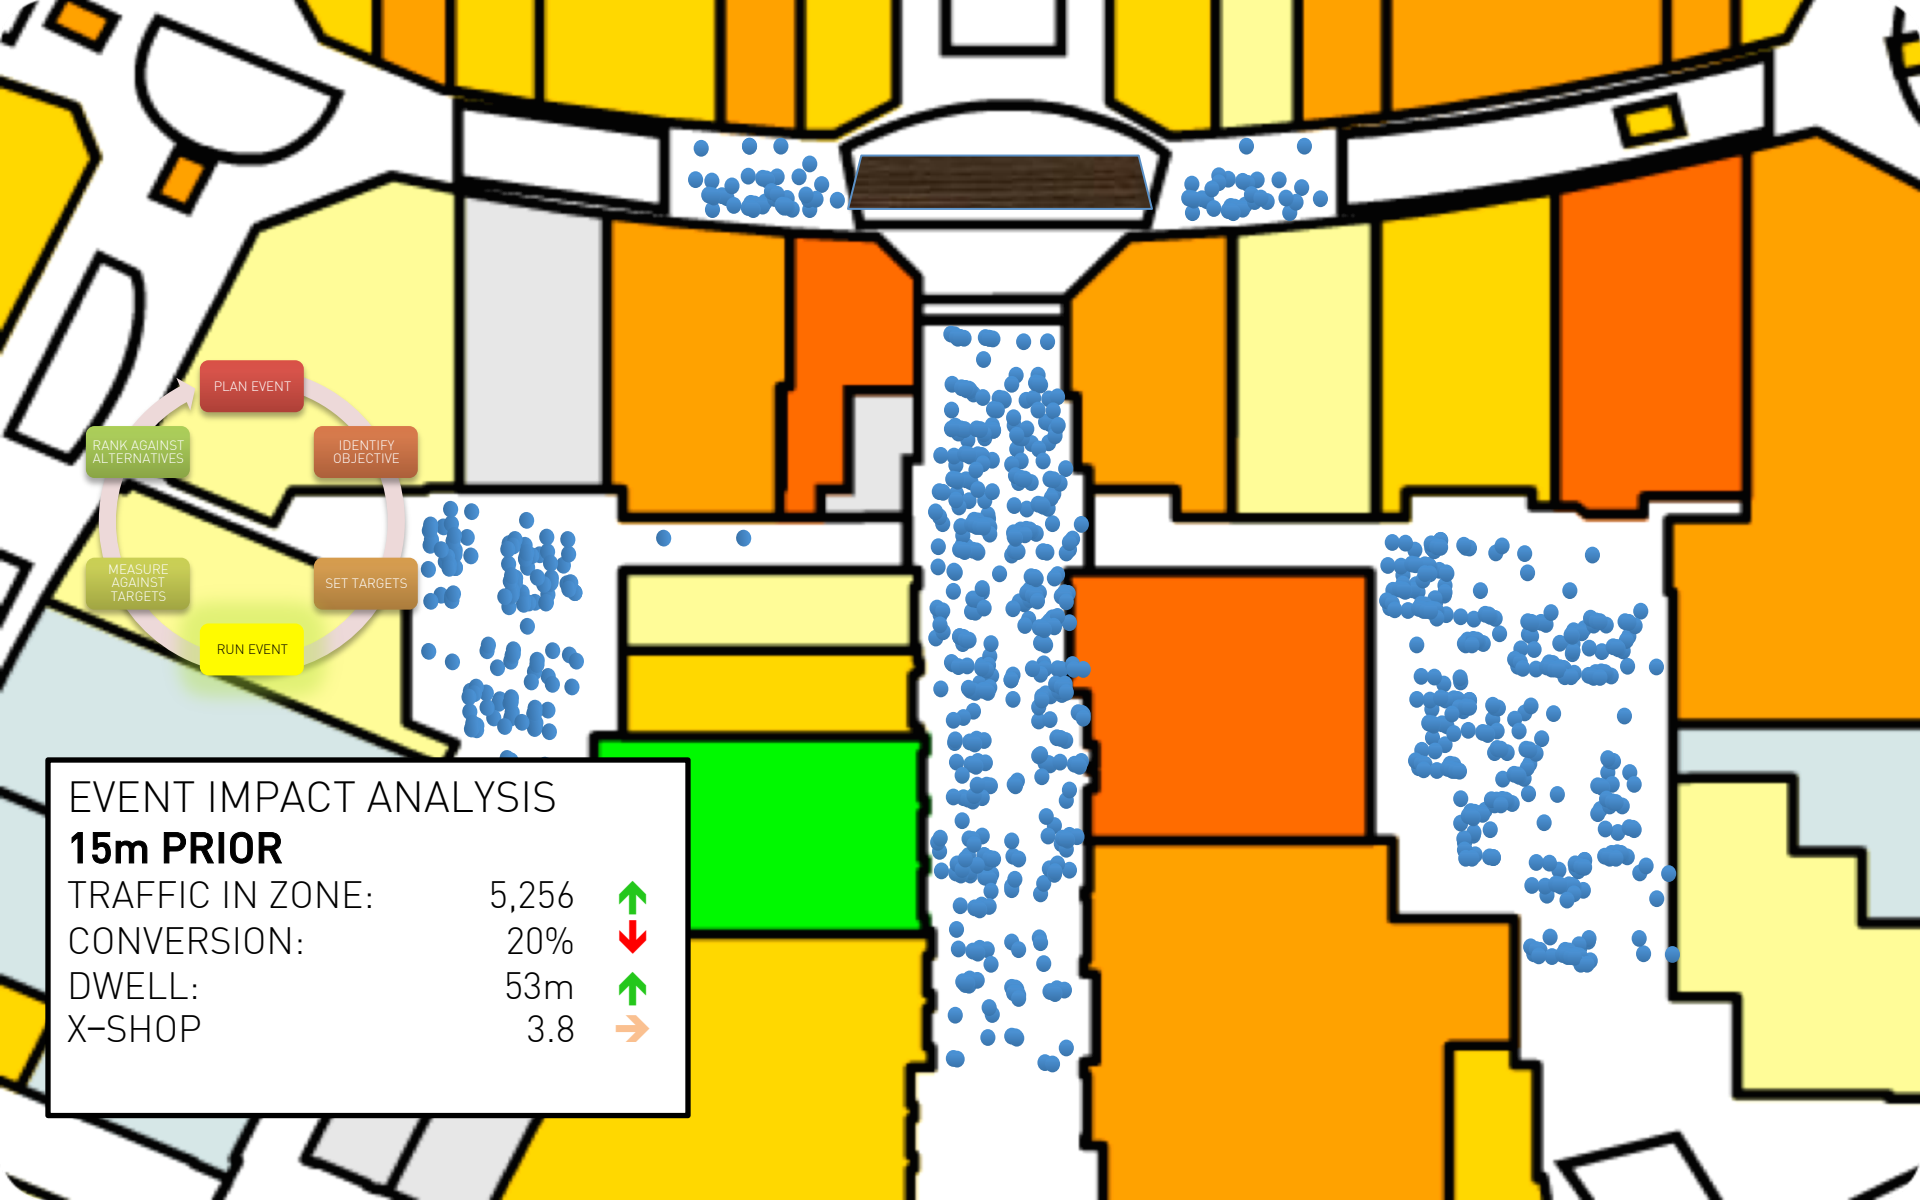 PLAN EVENT
RANK AGAINST
ALTERNATIVES
IDENTIFY
OBJECTIVE
MEASURE
AGAINST
TARGETS
SET TARGETS
RUN EVENT
EVENT IMPACT ANALYSIS
15m PRIOR
TRAFFIC IN ZONE: 5,256
CONVERSION: 20%
DWELL: 53m
X-SHOP 3.8